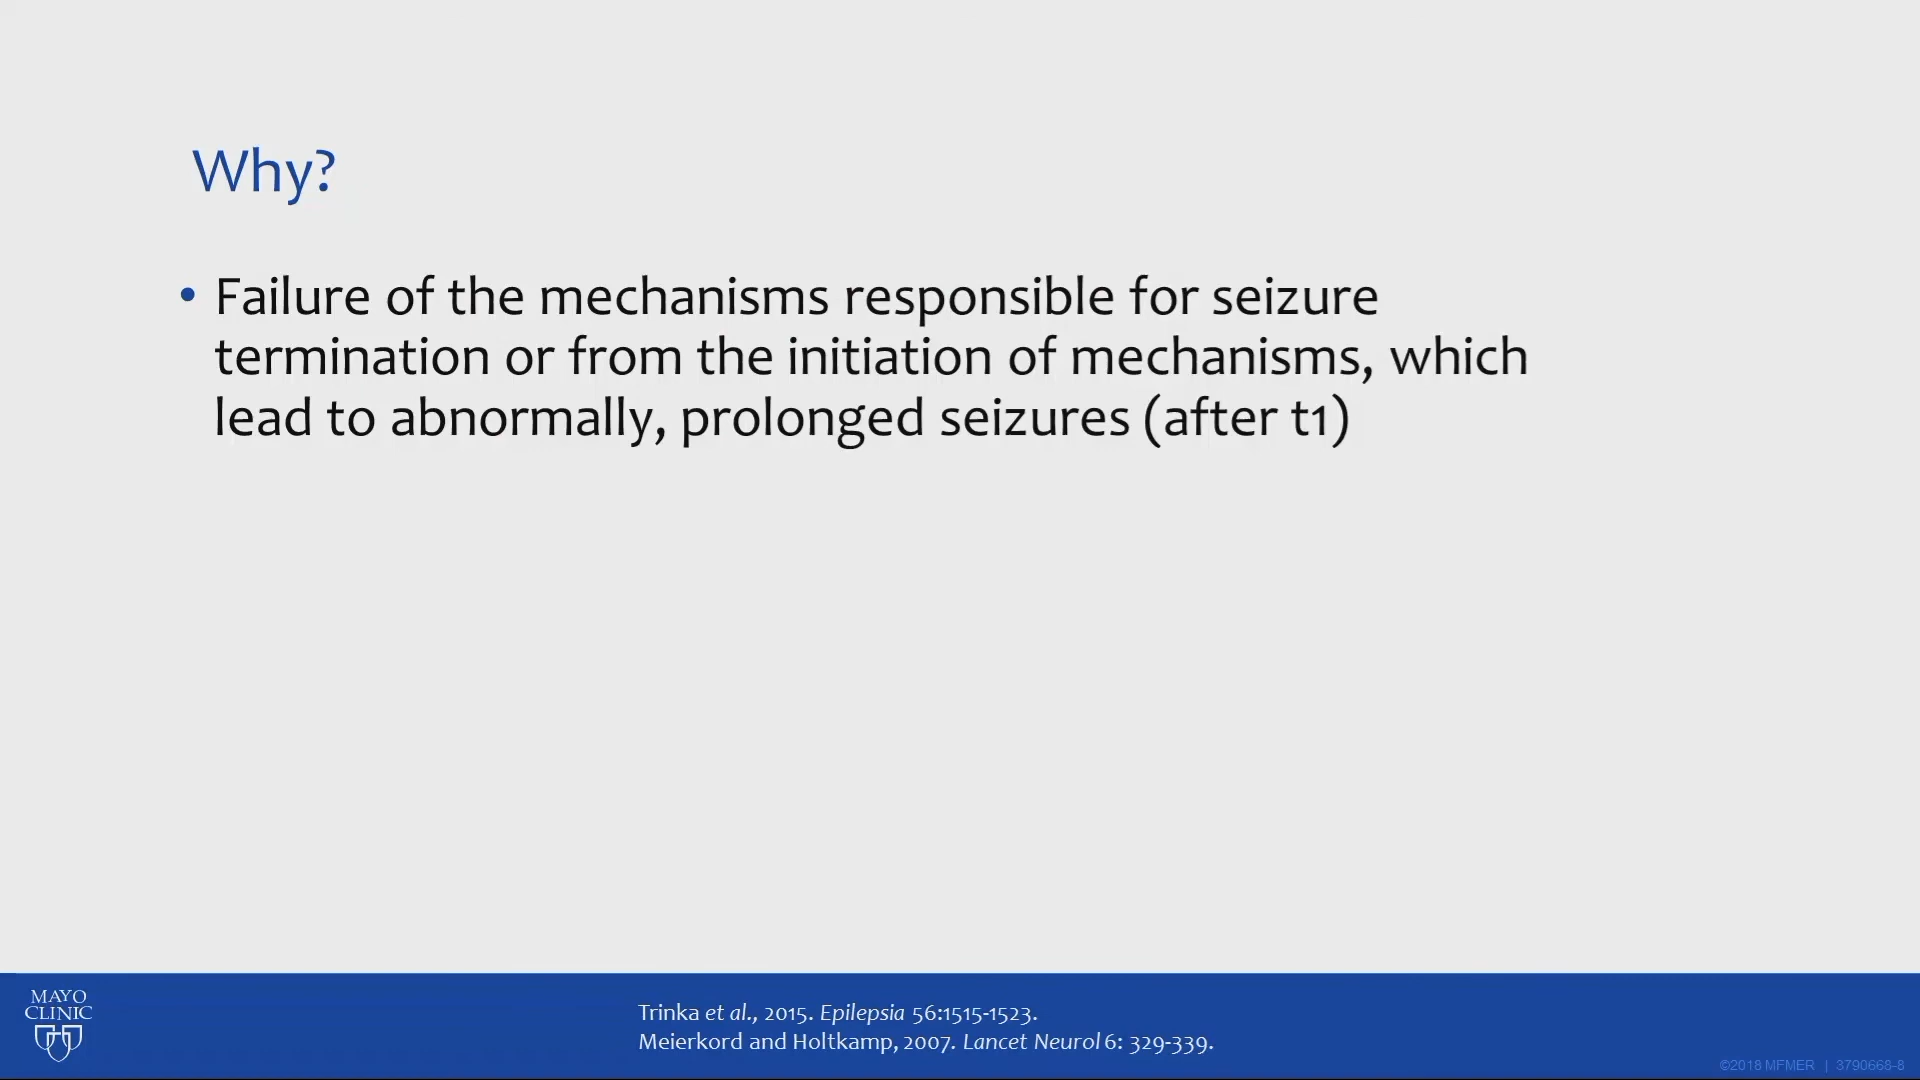 Why?
• Failure of the mechanisms responsible for seizure
termination or from the initiation of mechanisms, which
lead to abnormally, prolonged seizures (after t1)
MAYO
CLINIC
Trinka et al., 2015. Epilepsia 56:1515-1523.
Meierkord and Holtkamp, 2007. Lancet Neurol 6: 329-339.
©2018 MFMER | 3790668-8